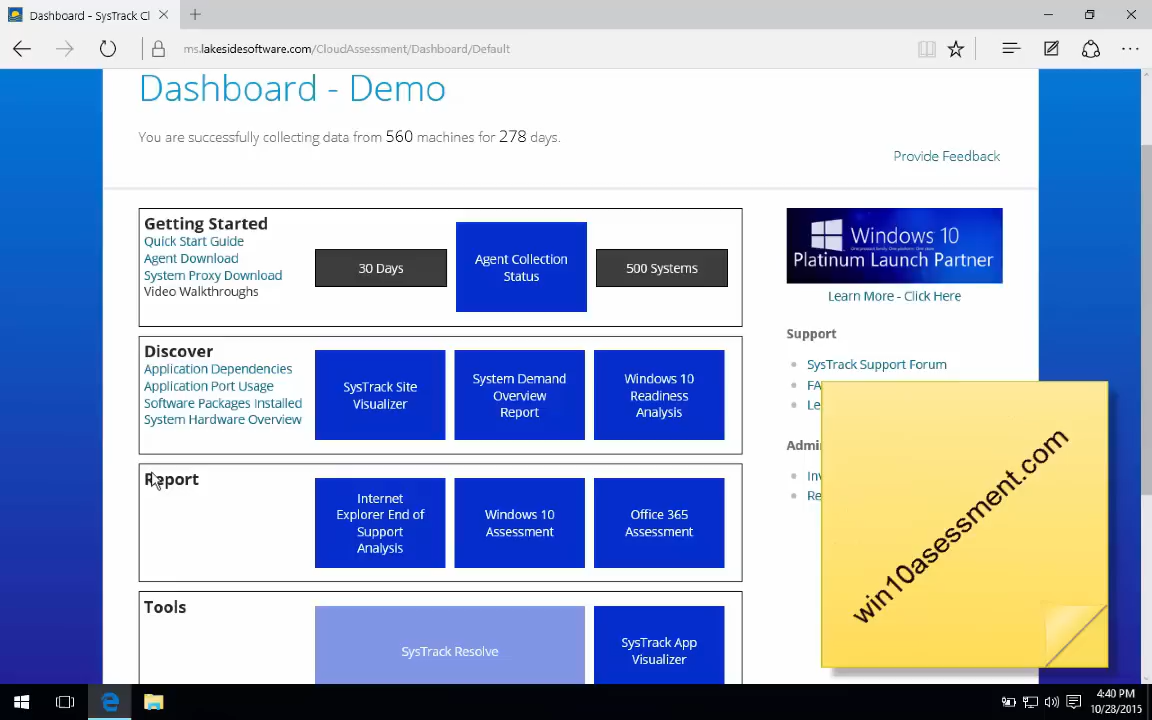 Dashboard - SysTrack Cl
ms.lakesidesoftware.com/CloudAssessment/Dashboard/Default
Dashboard - Demo
You are successfully collecting data from 560 machines for 278 days.
Provide Feedback
Getting Started
Quick Start Guide
Agent Download
System Proxy Download
Video Walkthroughs
30 Days
Agent Collection
Status
500 Systems
Windows 10
Platinum Launch Partner
Learn More - Click Here
Discover
Application Dependencies
Application Port Usage
Software Packages Installed
System Hardware Overview
SysTrack Site
Visualizer
System Demand
Overview
Report
Windows 10
Readiness
Analysis
Support
SysTrack Support Forum
FA
Le
Admi
Inv
Re
win10asessment.com
Report
Internet
Explorer End of
Support
Analysis
Windows 10
Assessment
Office 365
Assessment
Tools
SysTrack Resolve
SysTrack App
Visualizer
4:40 PM
10/28/2015